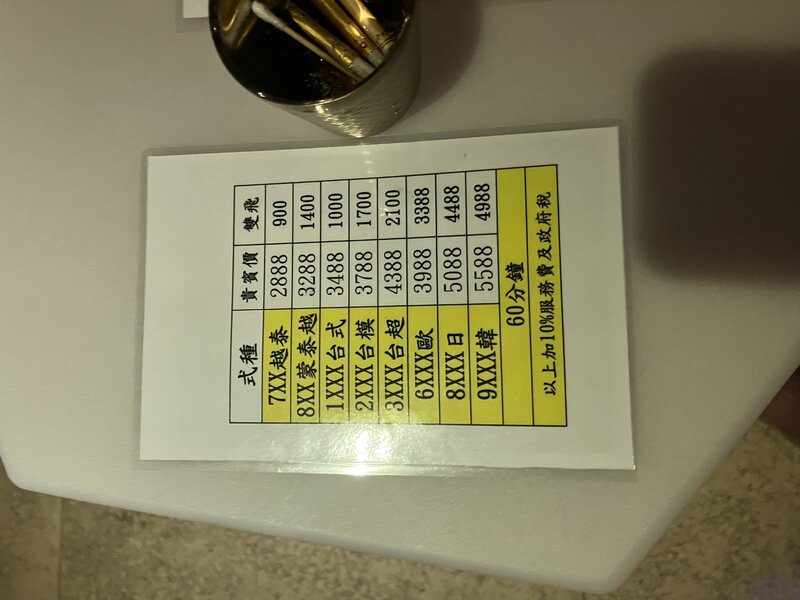 式種 貴賓價 雙飛
7XX越泰 2888 900
8XX蒙泰越 3288 1400
1XXX台式 3488 1000
2XXX台模 3788 1700
3XXX台超 4388 2100
6XXX歐 3988 3388
8XXX日 5088 4488
9XXX韓 5588 4988
60分鐘
以上加10%服務費及政府稅